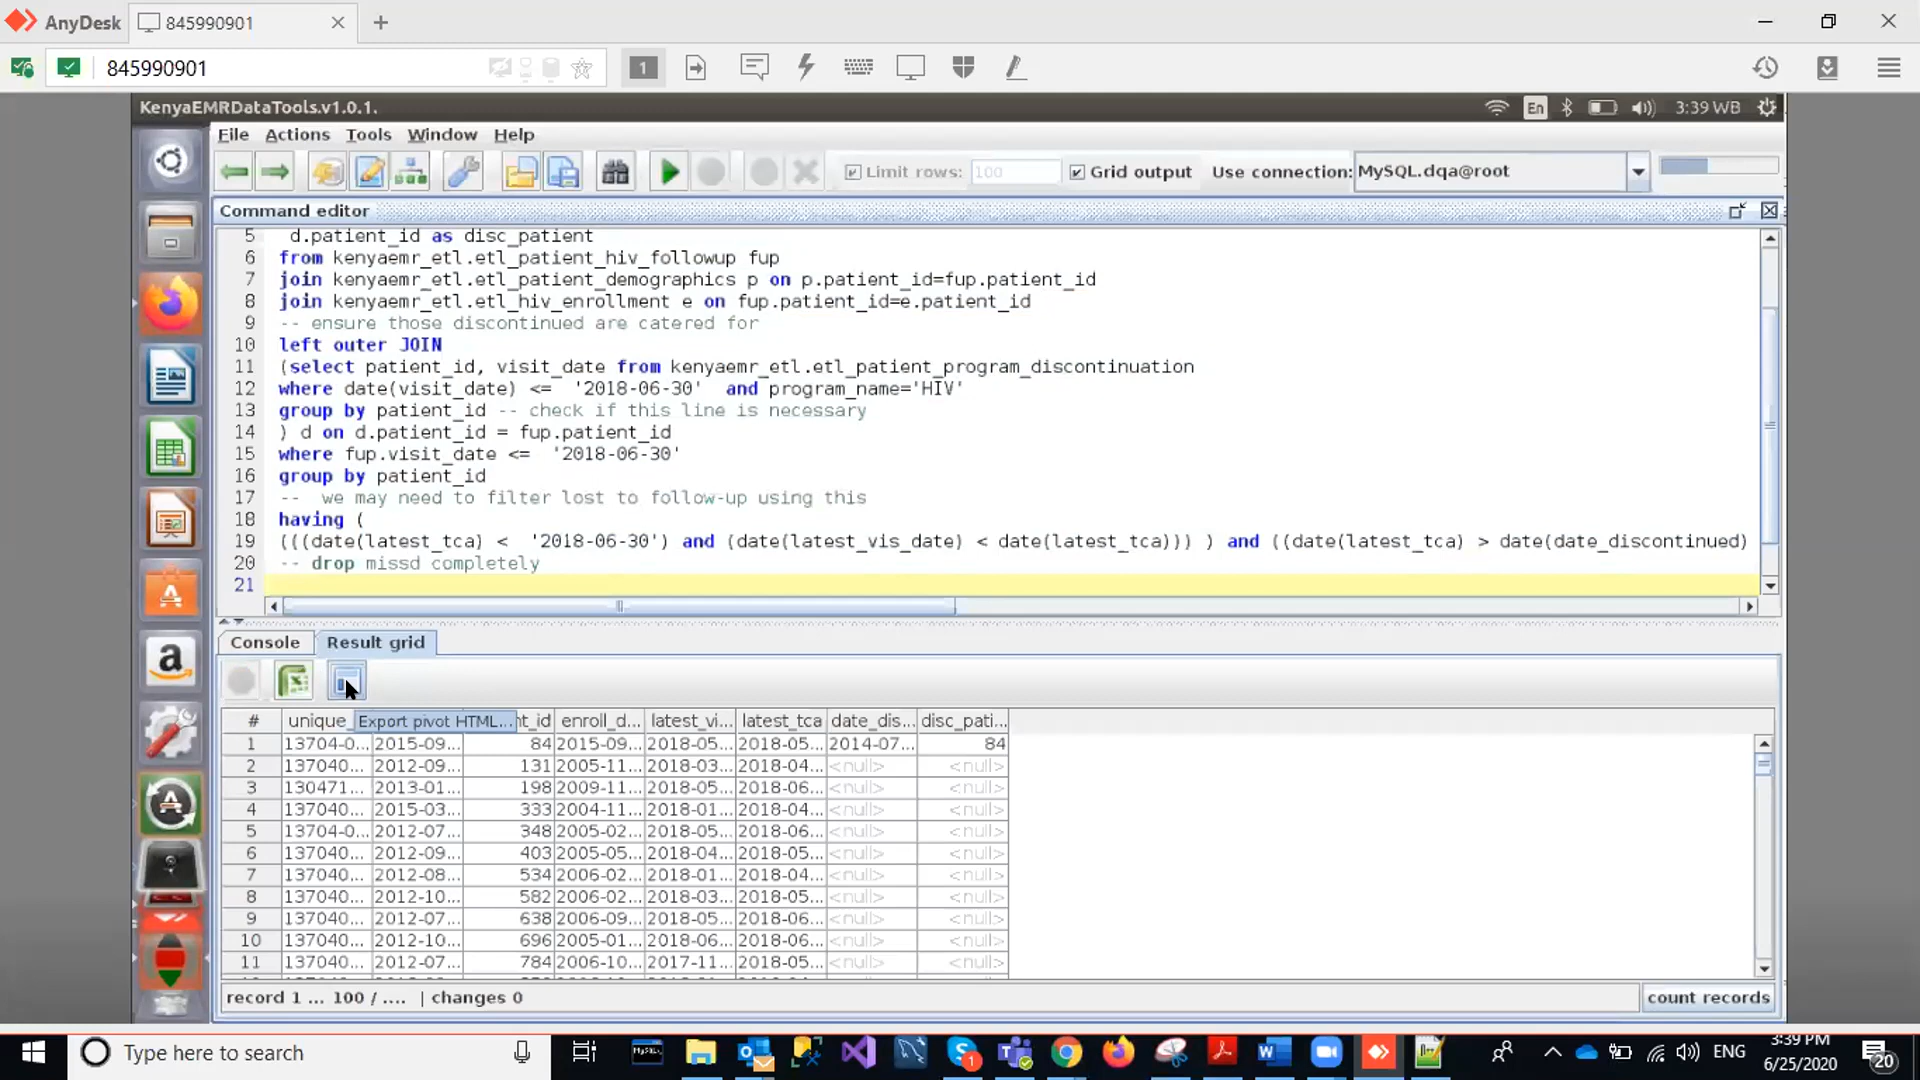 AnyDesk
845990901
845990901
1
KenyaEMRDataTools.v1.0.1.
En
3:39 WB
File Actions Tools Window Help
Limit rows: 100
Grid output
Use connection: MySQL.dqa@root
Command editor
5 d.patient_id as disc_patient
6 from kenyaemr_etl.etl_patient_hiv_followup fup
7 join kenyaemr_etl.etl_patient_demographics p on p.patient_id=fup.patient_id
8 join kenyaemr_etl.etl_hiv_enrollment e on fup.patient_id=e.patient_id
9 -- ensure those discontinued are catered for
10 left outer JOIN
11 (select patient_id, visit_date from kenyaemr_etl.etl_patient_program_discontinuation
12 where date(visit_date) <= '2018-06-30' and program_name='HIV'
13 group by patient_id -- check if this line is necessary
14 ) d on d.patient_id = fup.patient_id
15 where fup.visit_date <= '2018-06-30'
16 group by patient_id
17 -- we may need to filter lost to follow-up using this
18 having (
19 (((date(latest_tca) < '2018-06-30') and (date(latest_vis_date) < date(latest_tca))) ) and ((date(latest_tca) > date(date_discontinued)
20 -- drop missd completely
21
Console Result grid
Export pivot HTML...
# unique_ nt_id enroll_d... latest_vi... latest_tca date_dis... disc_pati...
1 13704-0... 2015-09... 84 2015-09... 2018-05... 2018-05... 2014-07... 84
2 137040... 2012-09... 131 2005-11... 2018-03... 2018-04... <null> <null>
3 130471... 2013-01... 198 2009-11... 2018-05... 2018-06... <null> <null>
4 137040... 2015-03... 333 2004-11... 2018-01... 2018-04... <null> <null>
5 13704-0... 2012-07... 348 2005-02... 2018-05... 2018-06... <null> <null>
6 137040... 2012-09... 403 2005-05... 2018-04... 2018-05... <null> <null>
7 137040... 2012-08... 534 2006-02... 2018-01... 2018-04... <null> <null>
8 137040... 2012-10... 582 2006-02... 2018-03... 2018-05... <null> <null>
9 137040... 2012-07... 638 2006-09... 2018-05... 2018-06... <null> <null>
10 137040... 2012-10... 696 2005-01... 2018-06... 2018-06... <null> <null>
11 137040... 2012-07... 784 2006-10... 2017-11... 2018-05... <null> <null>
record 1 ... 100 / .... | changes 0
count records
Type here to search
ENG
3:39 PM
6/25/2020
20